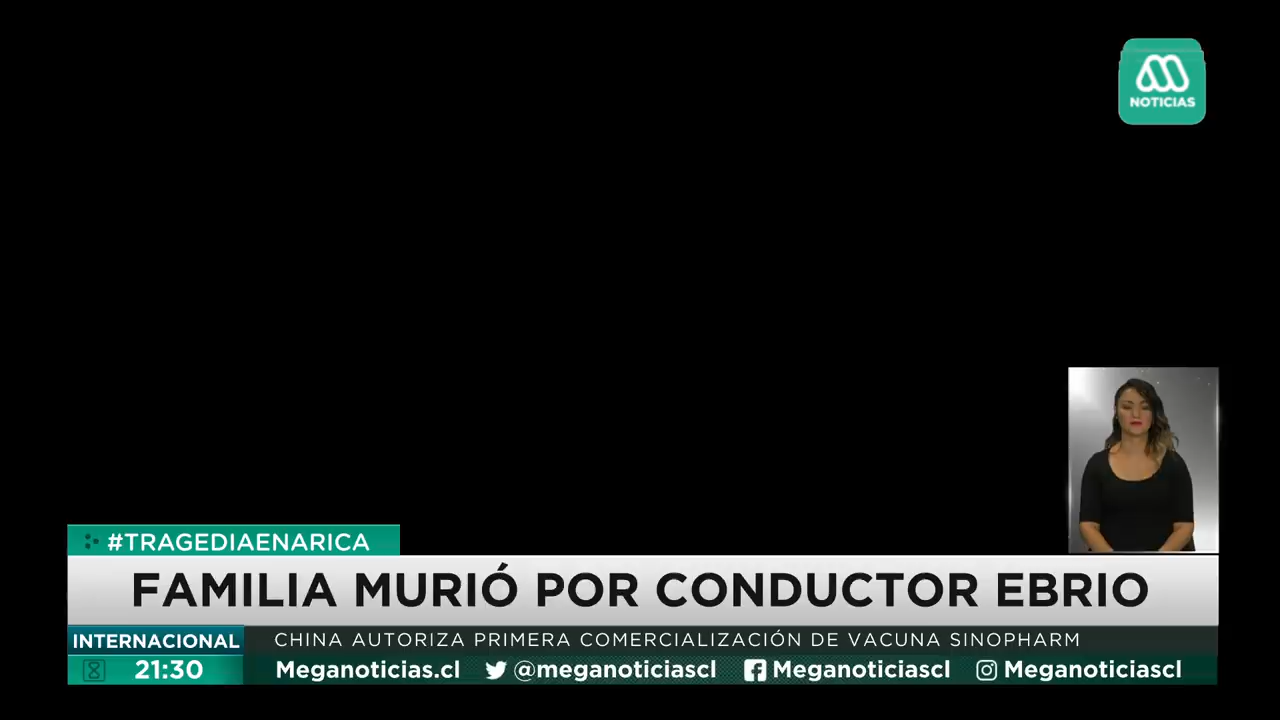 NOTICIAS
#TRAGEDIAENARICA
FAMILIA MURIÓ POR CONDUCTOR EBRIO
INTERNACIONAL CHINA AUTORIZA PRIMERA COMERCIALIZACIÓN DE VACUNA SINOPHARM
21:30 Meganoticias.cl @meganoticiascl Meganoticiascl Meganoticiascl